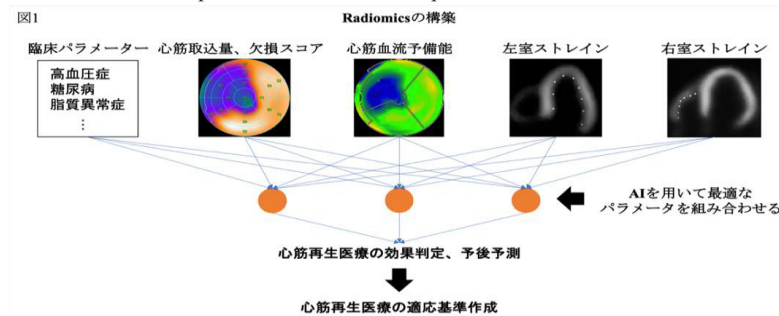 図1
Radiomicsの構築
臨床パラメーター
心筋取込量、欠損スコア
心筋血流予備能
左室ストレイン
右室ストレイン
高血圧症
糖尿病
脂質異常症
⋮
AIを用いて最適な
パラメータを組み合わせる
心筋再生医療の効果判定、予後予測
心筋再生医療の適応基準作成